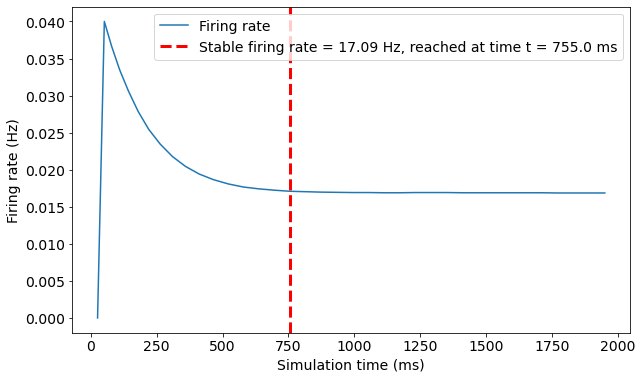 Firing rate
Stable firing rate = 17.09 Hz, reached at time t = 755.0 ms
Firing rate (Hz)
0.040
0.035
0.030
0.025
0.020
0.015
0.010
0.005
0.000
0 250 500 750 1000 1250 1500 1750 2000
Simulation time (ms)